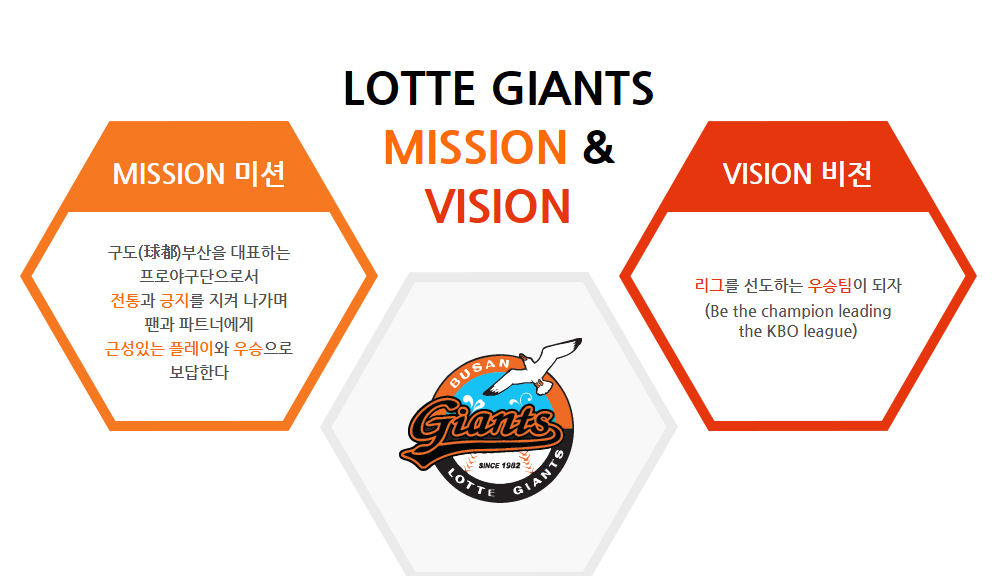 LOTTE GIANTS
MISSION &
VISION
MISSION 미션
구도(球都)부산을 대표하는
프로야구단으로서
전통과 긍지를 지켜 나가며
팬과 파트너에게
근성있는 플레이와 우승으로
보답한다
VISION 비전
리그를 선도하는 우승팀이 되자
(Be the champion leading
the KBO league)
BUSAN
Giants
SINCE 1982
LOTTE GIANTS